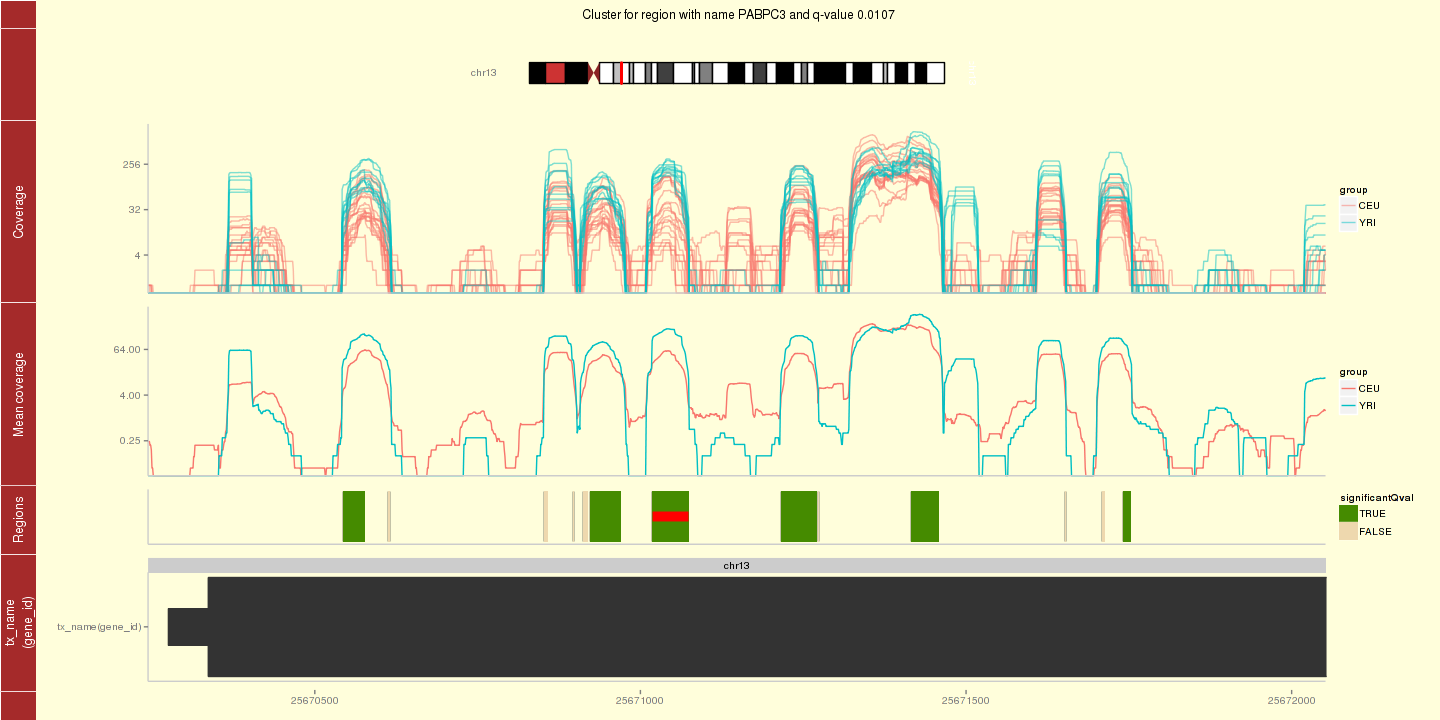 Cluster for region with name PABPC3 and q-value 0.0107
chr13
Coverage
256
32
4
group
CEU
YRI
Mean coverage
64.00
4.00
0.25
group
CEU
YRI
Regions
significantQval
TRUE
FALSE
tx_name
(gene_id)
chr13
tx_name(gene_id)
25670500
25671000
25671500
25672000